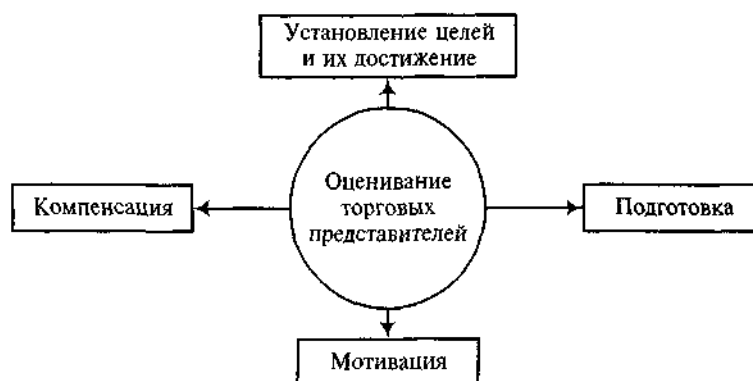 Установление целей
и их достижение
Компенсация
Оценивание
торговых
представителей
Подготовка
Мотивация